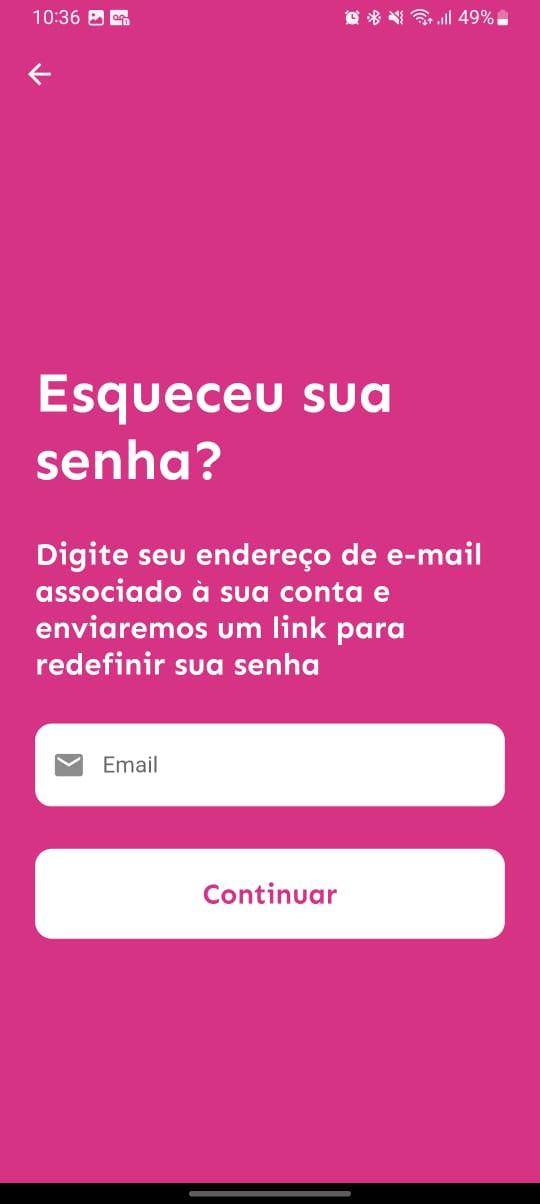 10:36
49%
Esqueceu sua
senha?
Digite seu endereço de e-mail
associado à sua conta e
enviaremos um link para
redefinir sua senha
Email
Continuar